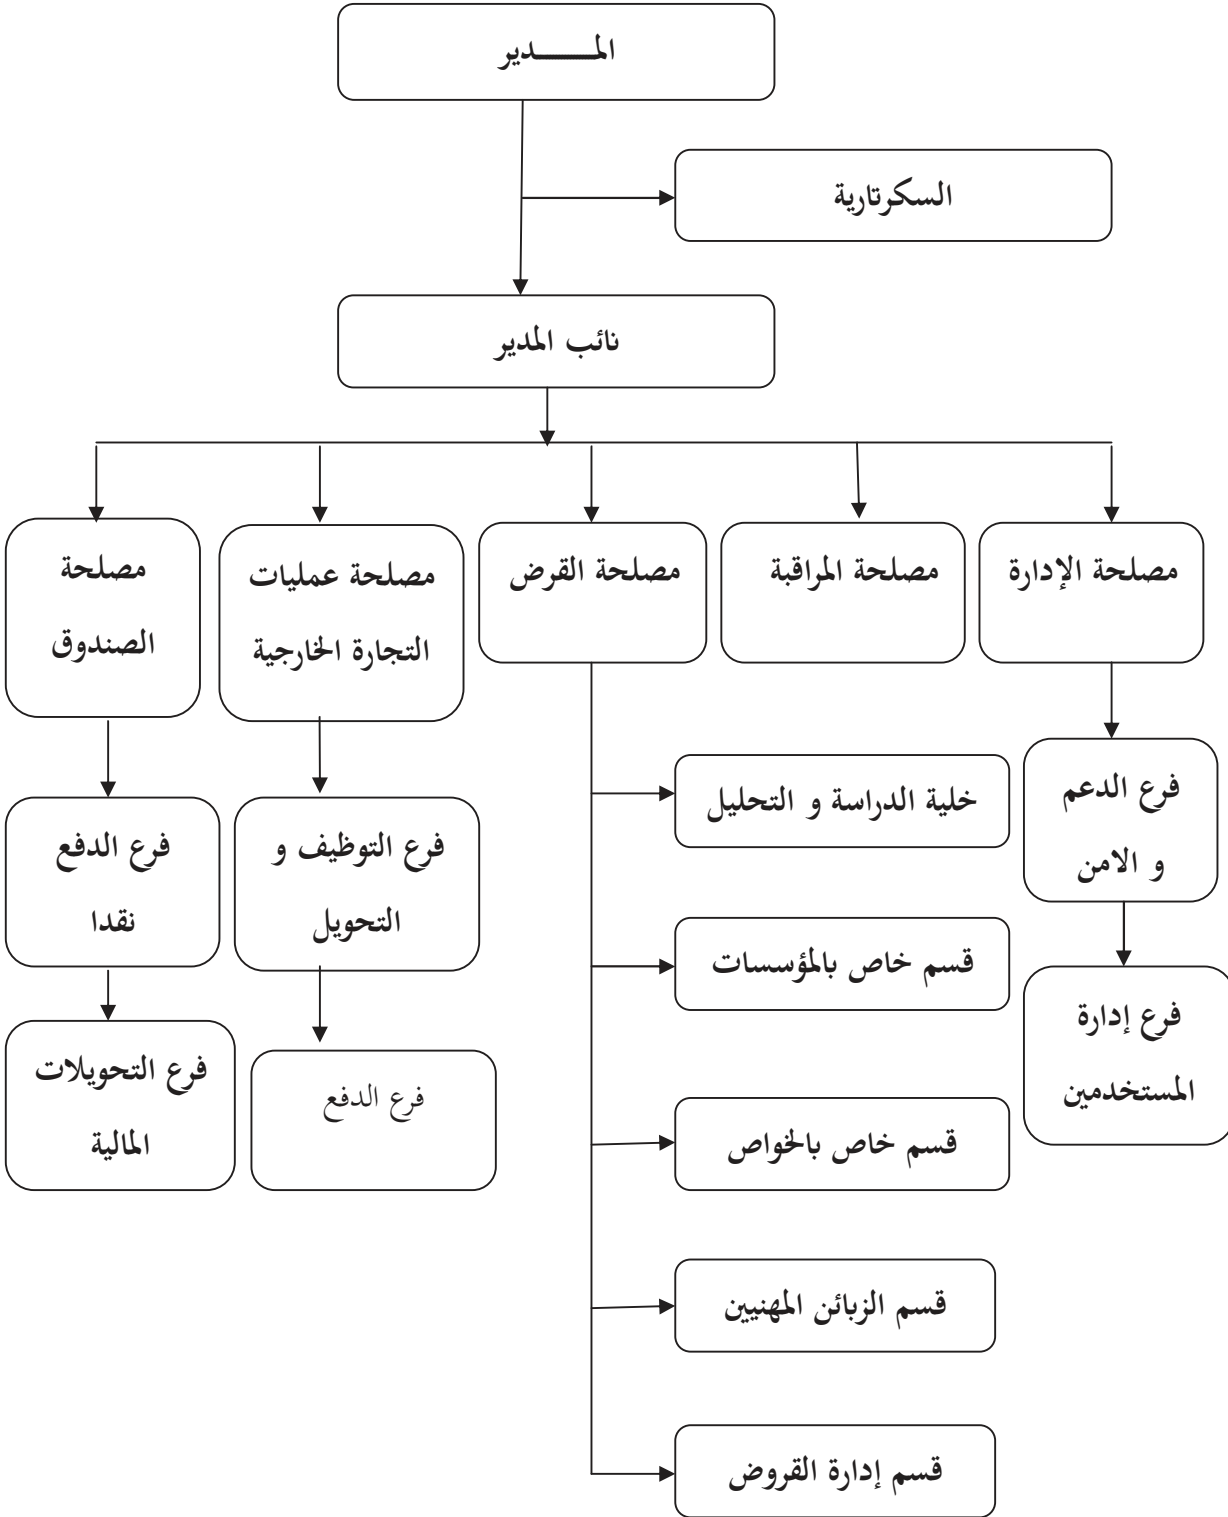 المـــــــدير
السكرتارية
نائب المدير
مصلحة الإدارة
مصلحة المراقبة
مصلحة القرض
مصلحة عمليات
التجارة الخارجية
مصلحة
الصندوق
فرع الدعم
و الامن
فرع إدارة
المستخدمين
خلية الدراسة و التحليل
قسم خاص بالمؤسسات
قسم خاص بالخواص
قسم الزبائن المهنيين
قسم إدارة القروض
فرع التوظيف و
التحويل
فرع الدفع
فرع الدفع
نقدا
فرع التحويلات
المالية